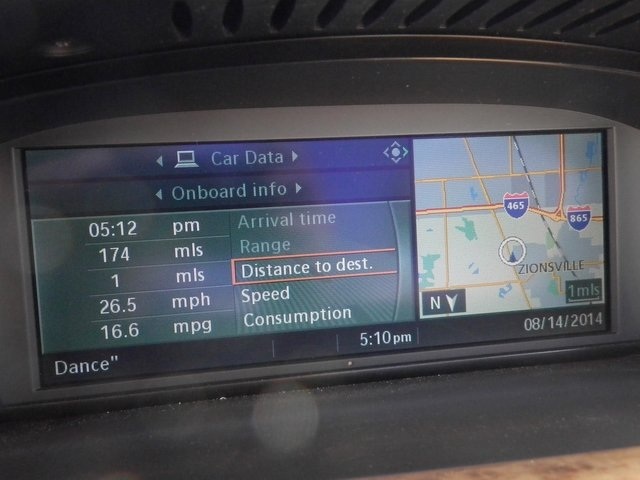 Car Data
Onboard info
05:12 pm Arrival time
174 mls Range
1 mls Distance to dest.
26.5 mph Speed
16.6 mpg Consumption
465
865
ZIONSVILLE
1mls
N
5:10pm
08/14/2014
Dance"